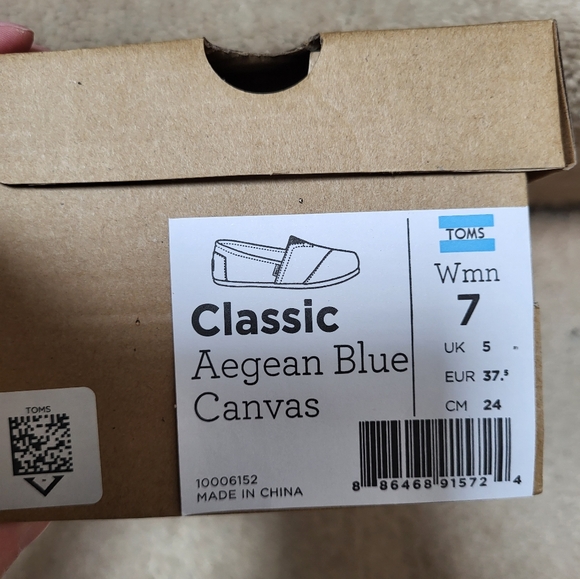 TOMS
Wmn
7
UK 5
EUR 37.⁵
CM 24
Classic
Aegean Blue
Canvas
10006152
MADE IN CHINA
8 86468 91572 4
TOMS